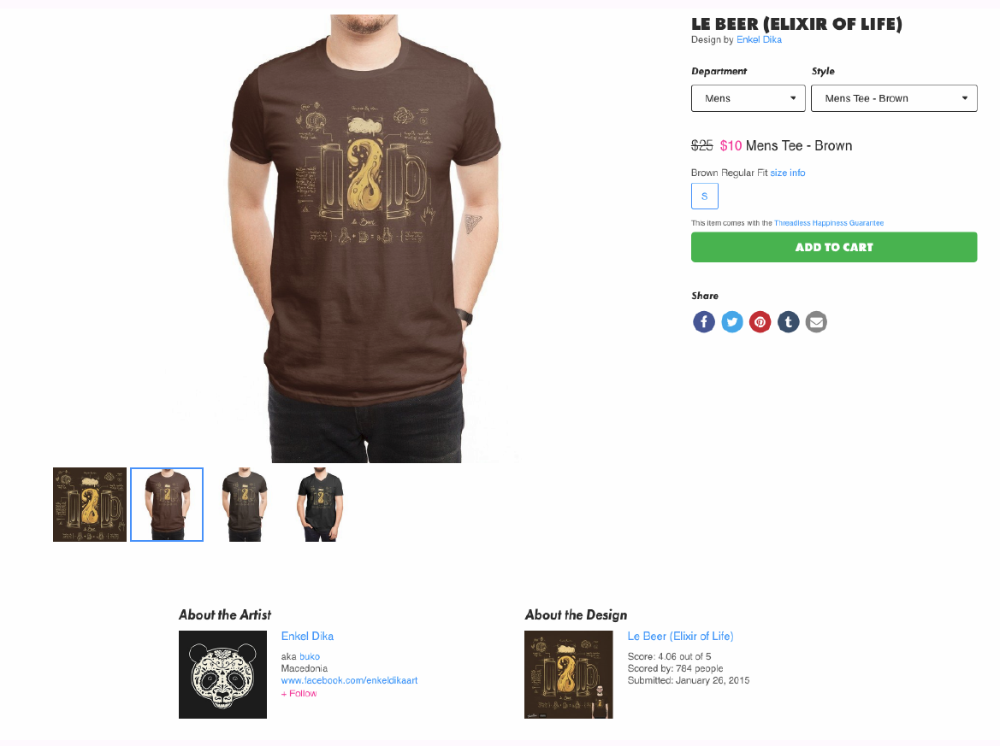 LE BEER (ELIXIR OF LIFE)
Design by Enkel Dika
Department
Style
Mens
Mens Tee - Brown
$25 $10 Mens Tee - Brown
Brown Regular Fit size info
S
This item comes with the Threadless Happiness Guarantee
ADD TO CART
Share
le Beer
About the Artist
Enkel Dika
aka buko
Macedonia
www.facebook.com/enkeldikaart
+ Follow
About the Design
Le Beer (Elixir of Life)
Score: 4.06 out of 5
Scored by: 784 people
Submitted: January 26, 2015